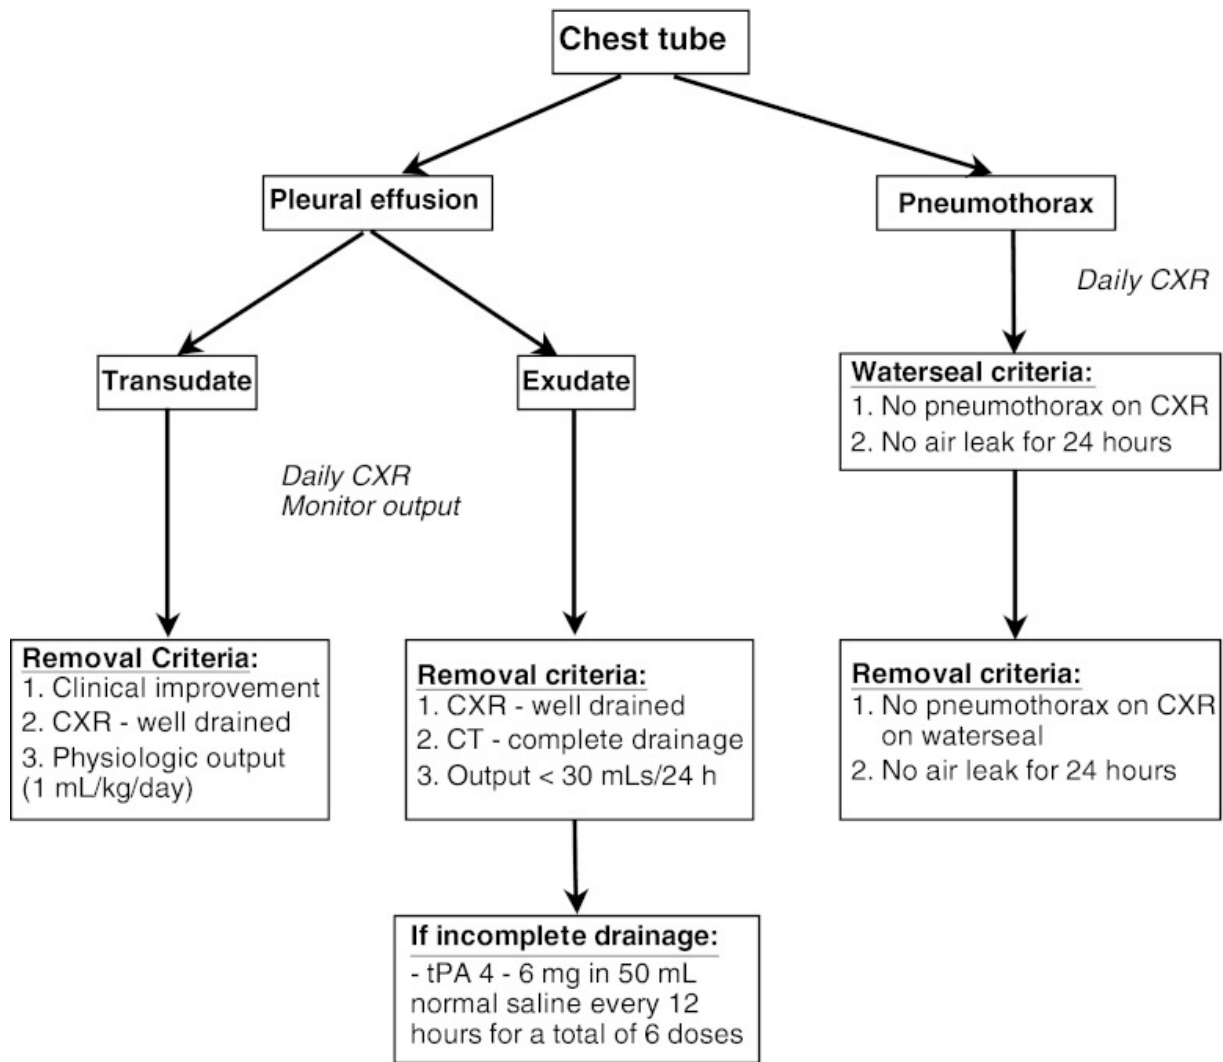 Chest tube
Pleural effusion
Pneumothorax
Daily CXR
Transudate
Exudate
Waterseal criteria:
1. No pneumothorax on CXR
2. No air leak for 24 hours
Daily CXR
Monitor output
Removal Criteria:
1. Clinical improvement
2. CXR - well drained
3. Physiologic output
(1 mL/kg/day)
Removal criteria:
1. CXR - well drained
2. CT - complete drainage
3. Output < 30 mLs/24 h
Removal criteria:
1. No pneumothorax on CXR
on waterseal
2. No air leak for 24 hours
If incomplete drainage:
- tPA 4 - 6 mg in 50 mL
normal saline every 12
hours for a total of 6 doses